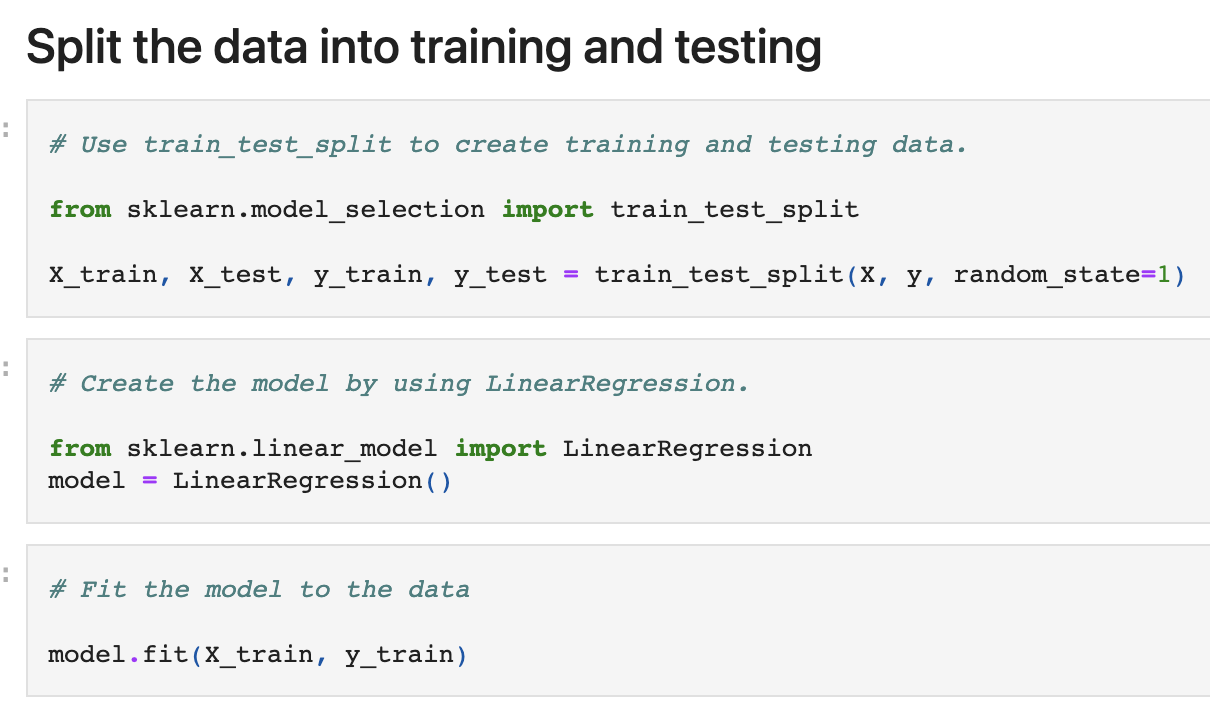 Split the data into training and testing
:
# Use train_test_split to create training and testing data.
from sklearn.model_selection import train_test_split
X_train, X_test, y_train, y_test = train_test_split(X, y, random_state=1)
:
# Create the model by using LinearRegression.
from sklearn.linear_model import LinearRegression
model = LinearRegression()
:
# Fit the model to the data
model.fit(X_train, y_train)